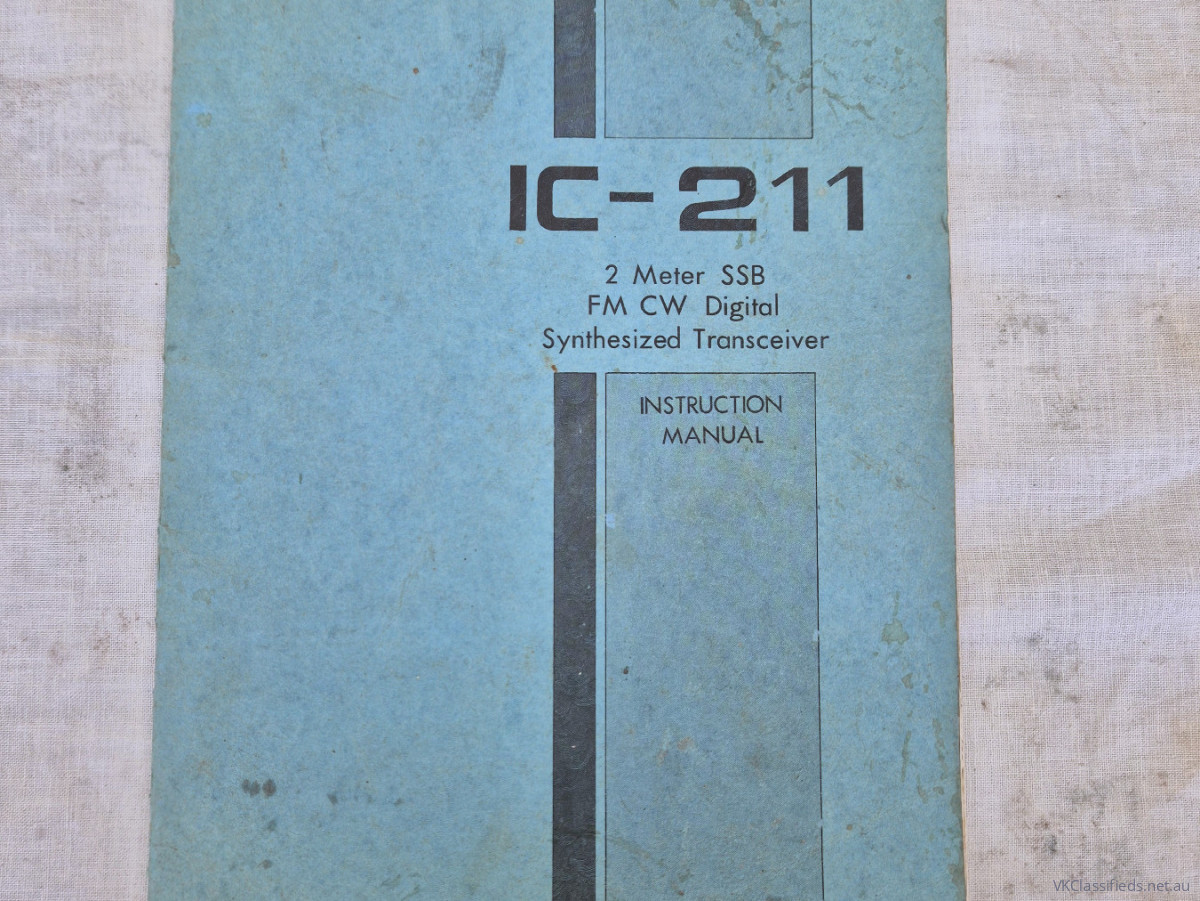 IC-211
2 Meter SSB
FM CW Digital
Synthesized Transceiver
INSTRUCTION
MANUAL
VKClassifieds.net.au